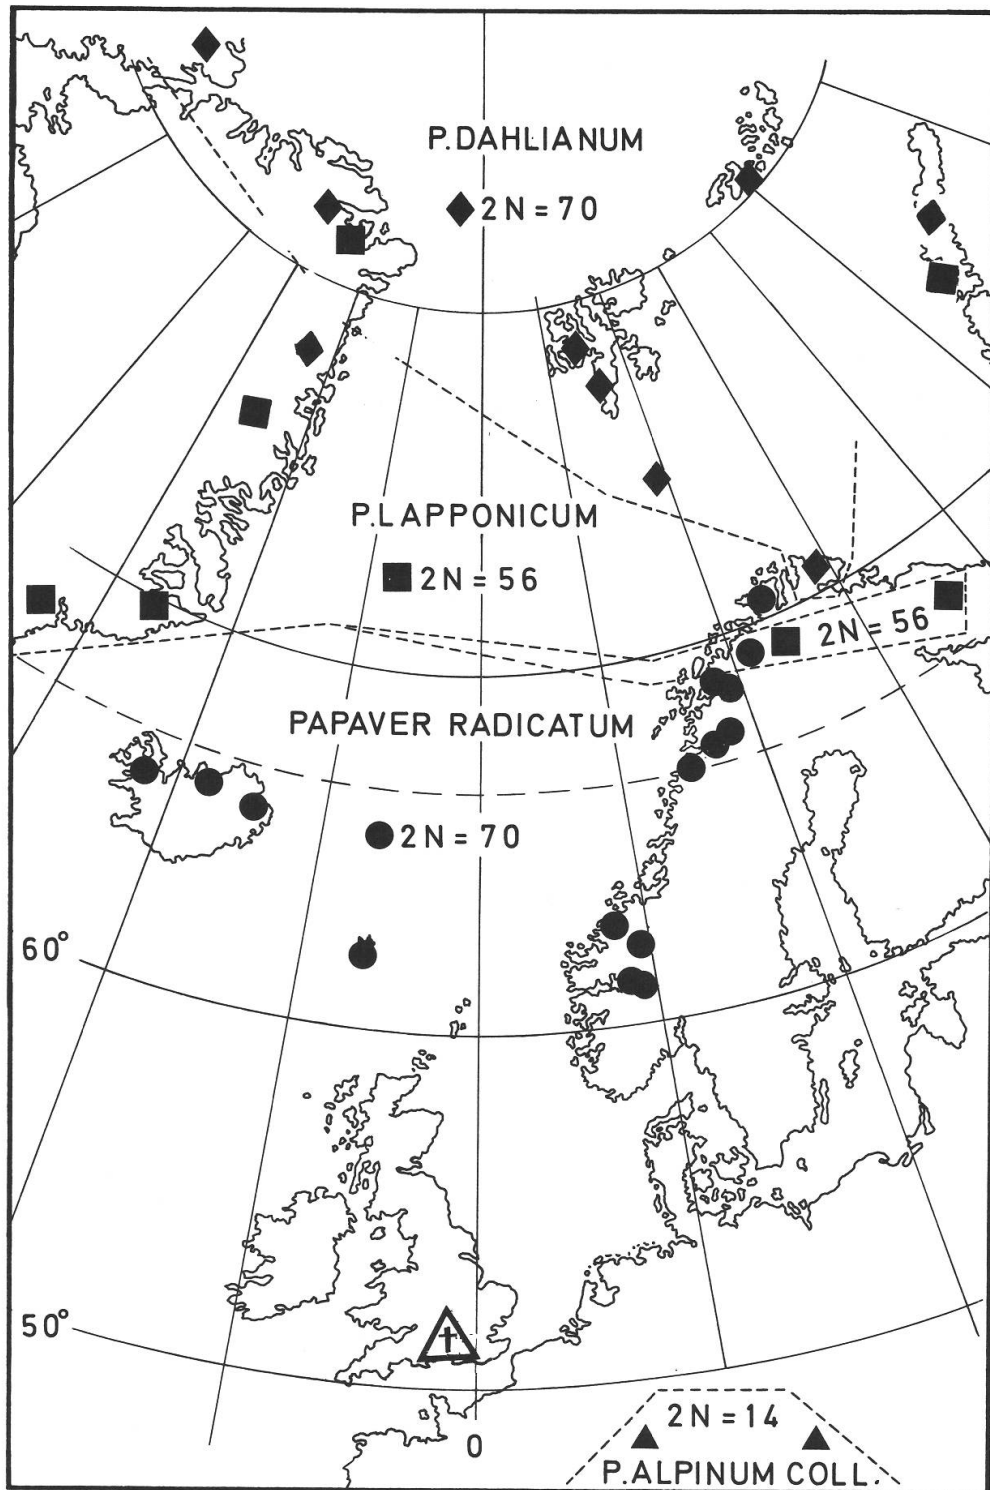 P.DAHLIANUM
2N=70
P.LAPPONICUM
2N=56
2N=56
PAPAVER RADICATUM
2N=70
60°
50°
0
2N=14
P.ALPINUM COLL.